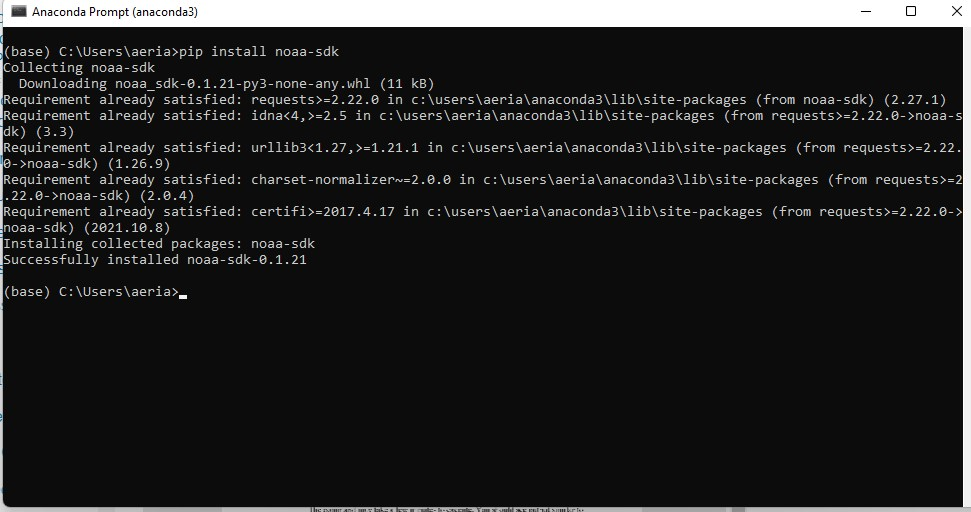 Anaconda Prompt (anaconda3)
(base) C:\Users\aeria>pip install noaa-sdk
Collecting noaa-sdk
  Downloading noaa_sdk-0.1.21-py3-none-any.whl (11 kB)
Requirement already satisfied: requests>=2.22.0 in c:\users\aeria\anaconda3\lib\site-packages (from noaa-sdk) (2.27.1)
Requirement already satisfied: idna<4,>=2.5 in c:\users\aeria\anaconda3\lib\site-packages (from requests>=2.22.0->noaa-s
dk) (3.3)
Requirement already satisfied: urllib3<1.27,>=1.21.1 in c:\users\aeria\anaconda3\lib\site-packages (from requests>=2.22.
0->noaa-sdk) (1.26.9)
Requirement already satisfied: charset-normalizer~=2.0.0 in c:\users\aeria\anaconda3\lib\site-packages (from requests>=2
.22.0->noaa-sdk) (2.0.4)
Requirement already satisfied: certifi>=2017.4.17 in c:\users\aeria\anaconda3\lib\site-packages (from requests>=2.22.0->
noaa-sdk) (2021.10.8)
Installing collected packages: noaa-sdk
Successfully installed noaa-sdk-0.1.21
(base) C:\Users\aeria>